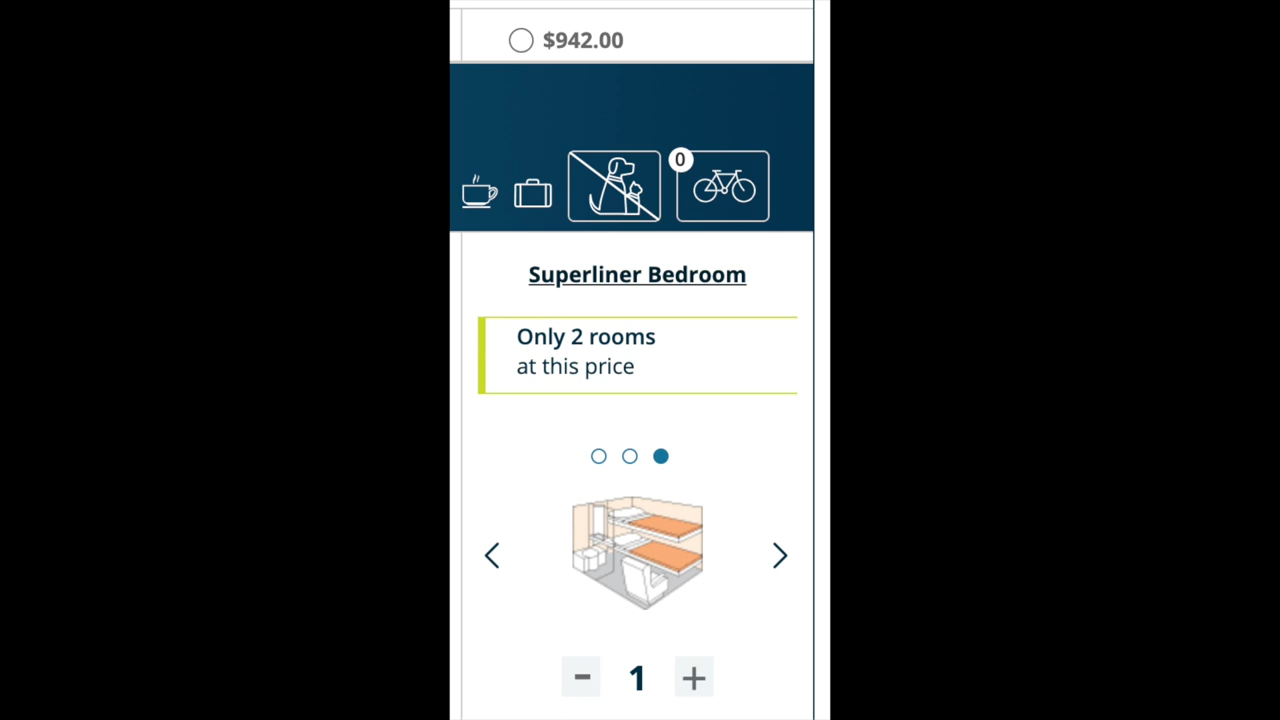 $942.00
0
Superliner Bedroom
Only 2 rooms
at this price
- 1 +